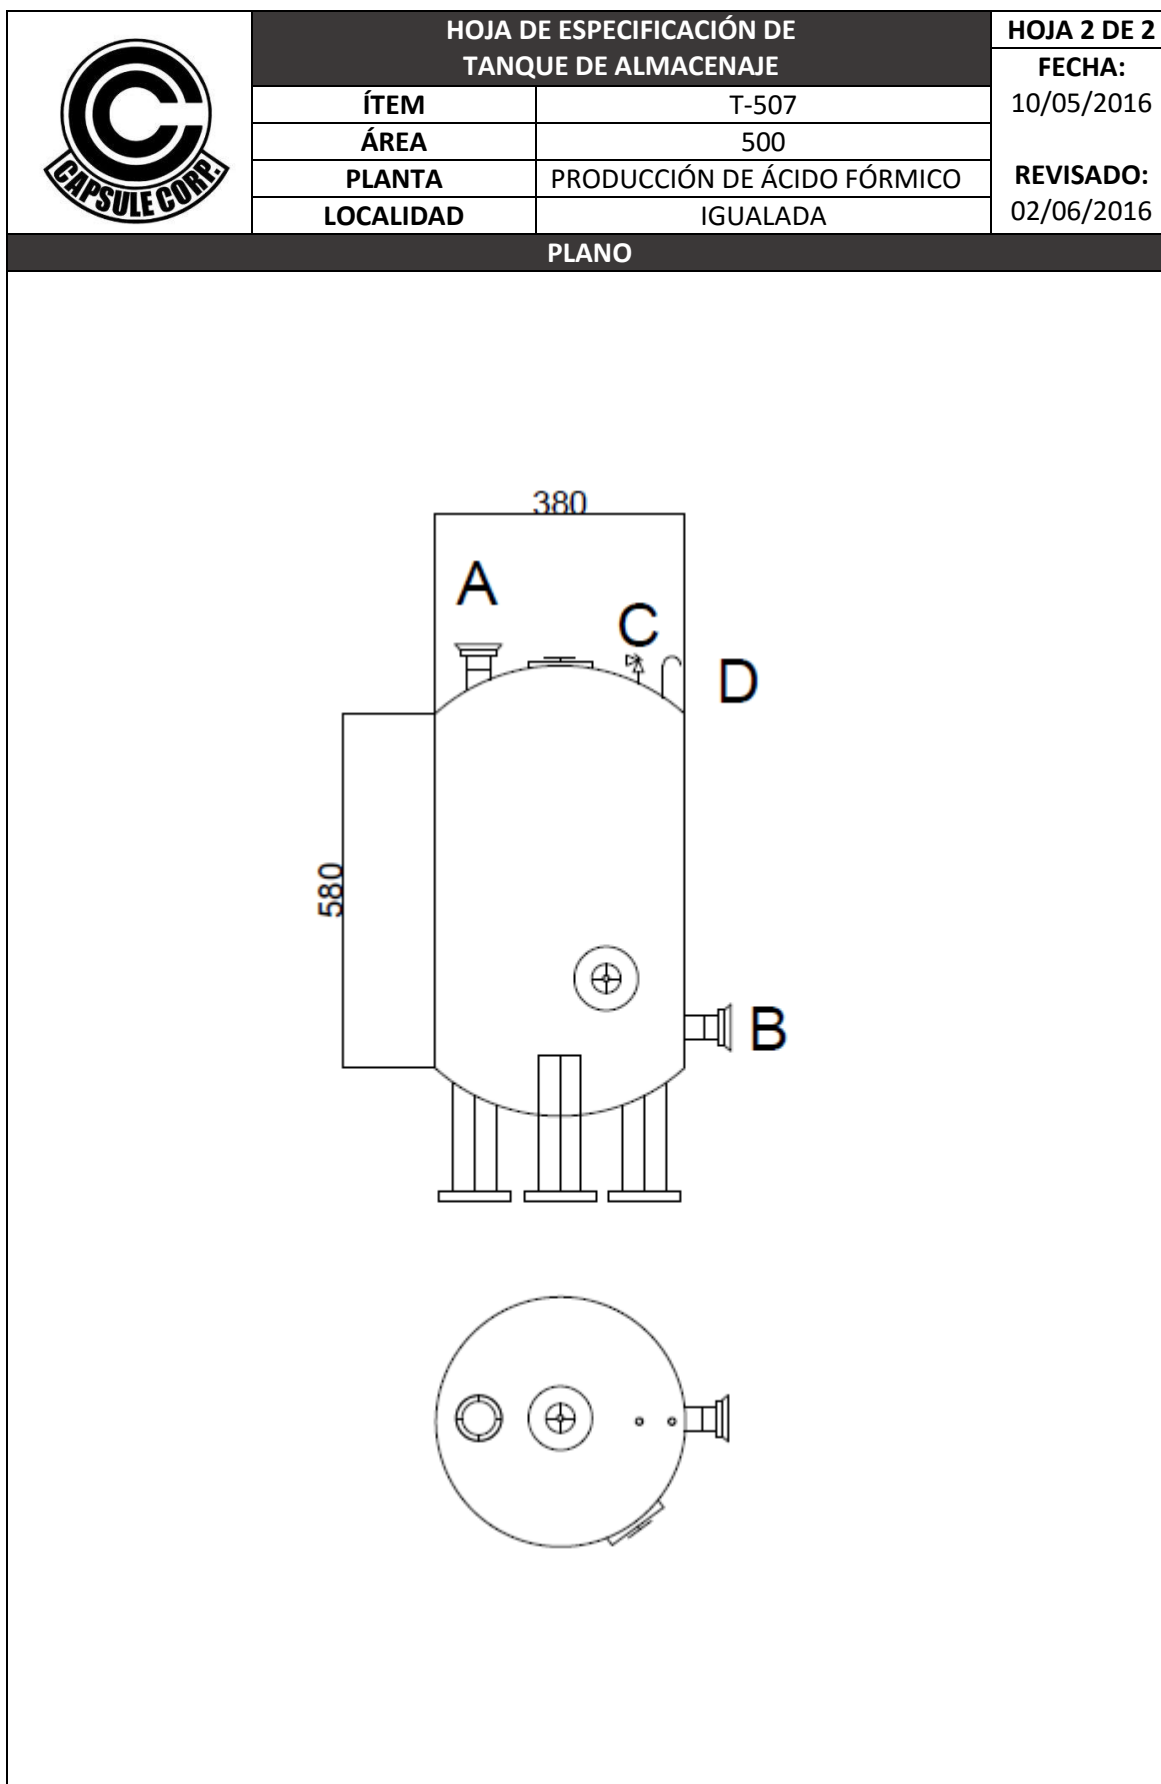 CAPSULE CORP.
HOJA DE ESPECIFICACIÓN DE
TANQUE DE ALMACENAJE
HOJA 2 DE 2
FECHA:
10/05/2016
REVISADO:
02/06/2016
ÍTEM T-507
ÁREA 500
PLANTA PRODUCCIÓN DE ÁCIDO FÓRMICO
LOCALIDAD IGUALADA
PLANO
380
A
C
D
580
B